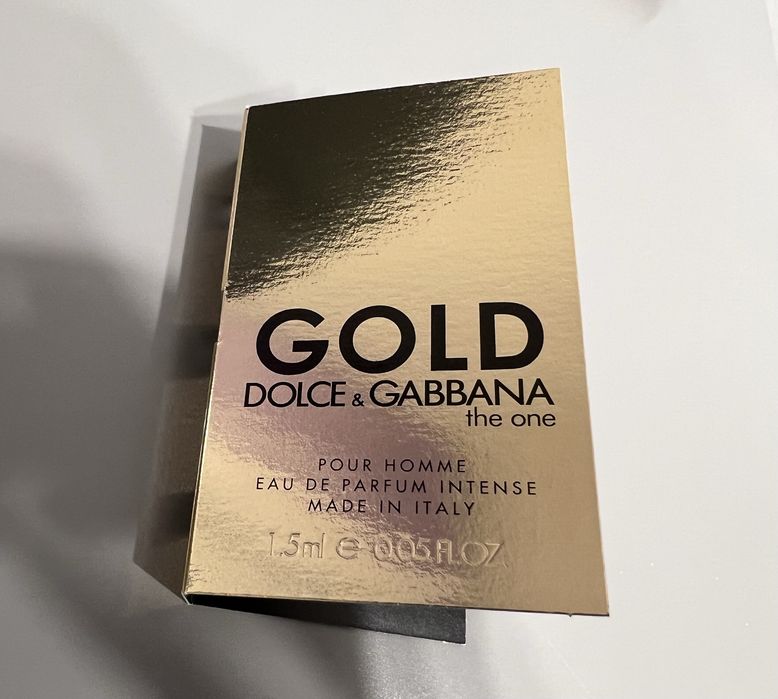 GOLD
DOLCE & GABBANA
the one
POUR HOMME
EAU DE PARFUM INTENSE
MADE IN ITALY
1.5ml ℮ 0.05 FL.OZ